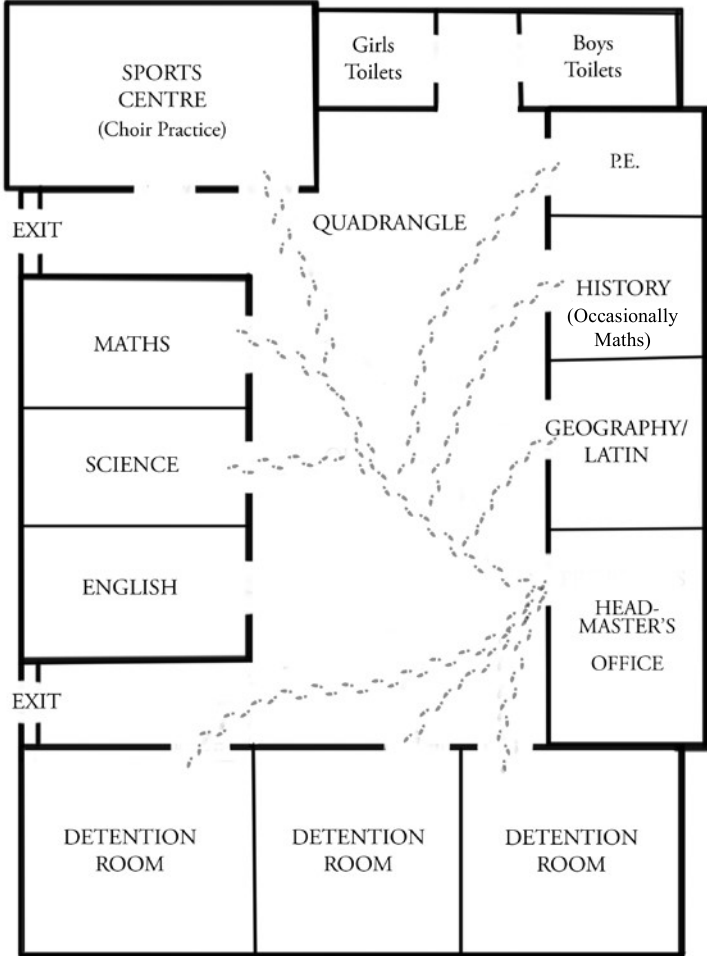 SPORTS
CENTRE
(Choir Practice)
Girls
Toilets
Boys
Toilets
P.E.
EXIT
QUADRANGLE
HISTORY
(Occasionally
Maths)
MATHS
GEOGRAPHY/
LATIN
SCIENCE
ENGLISH
HEAD-
MASTER'S
OFFICE
EXIT
DETENTION
ROOM
DETENTION
ROOM
DETENTION
ROOM